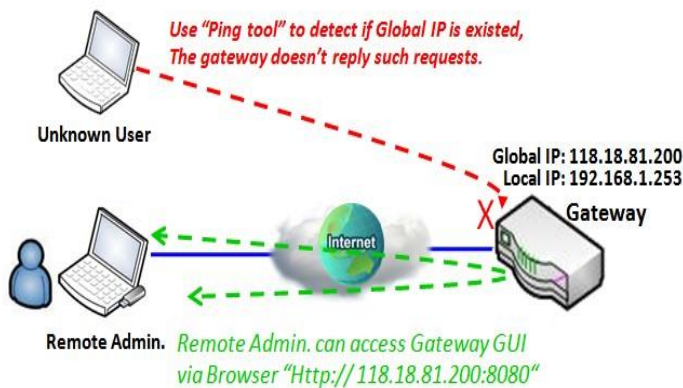 Use “Ping tool” to detect if Global IP is existed,
The gateway doesn’t reply such requests.
Unknown User
Global IP: 118.18.81.200
Local IP: 192.168.1.253
Gateway
Internet
Remote Admin.
Remote Admin. can access Gateway GUI
via Browser “Http:// 118.18.81.200:8080“